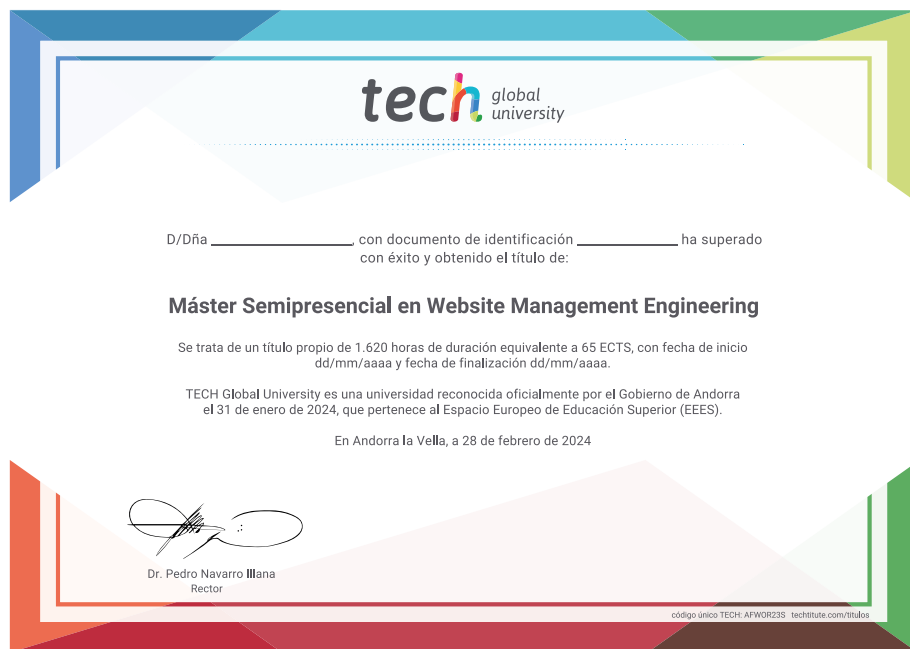 tech global
university
D/Dña ______________, con documento de identificación __________ ha superado
con éxito y obtenido el título de:
Máster Semipresencial en Website Management Engineering
Se trata de un título propio de 1.620 horas de duración equivalente a 65 ECTS, con fecha de inicio
dd/mm/aaaa y fecha de finalización dd/mm/aaaa.
TECH Global University es una universidad reconocida oficialmente por el Gobierno de Andorra
el 31 de enero de 2024, que pertenece al Espacio Europeo de Educación Superior (EEES).
En Andorra la Vella, a 28 de febrero de 2024
Dr. Pedro Navarro Illana
Rector
código único TECH: AFWOR23S techtitute.com/titulos